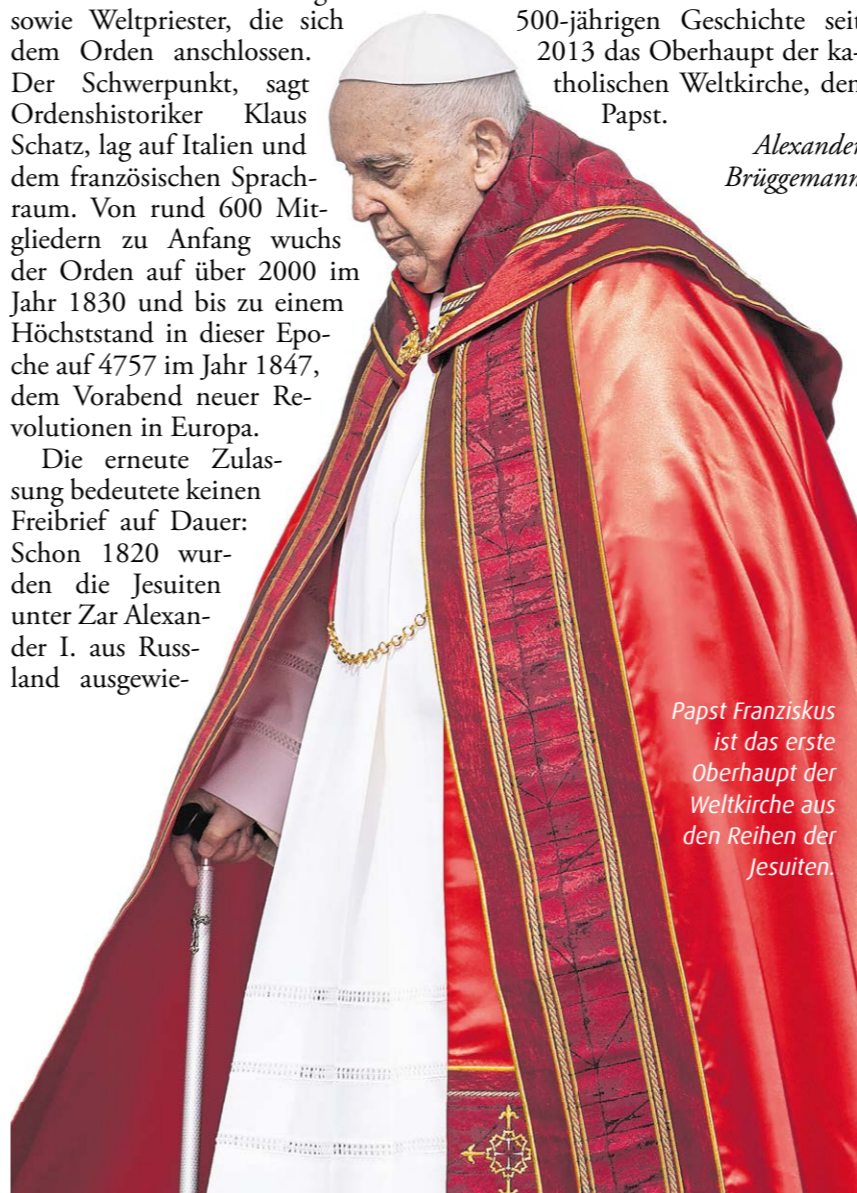 sowie Weltpriester, die sich
dem Orden anschlossen.
Der Schwerpunkt, sagt
Ordenshistoriker Klaus
Schatz, lag auf Italien und
dem französischen Sprach-
raum. Von rund 600 Mit-
gliedern zu Anfang wuchs
der Orden auf über 2000 im
Jahr 1830 und bis zu einem
Höchststand in dieser Epo-
che auf 4757 im Jahr 1847,
dem Vorabend neuer Re-
volutionen in Europa.
Die erneute Zulas-
sung bedeutete keinen
Freibrief auf Dauer:
Schon 1820 wur-
den die Jesuiten
unter Zar Alexan-
der I. aus Russ-
land ausgewie-
500-jährigen Geschichte seit
2013 das Oberhaupt der ka-
tholischen Weltkirche, den
Papst.
Alexander
Brüggemann
Papst Franziskus
ist das erste
Oberhaupt der
Weltkirche aus
den Reihen der
Jesuiten.